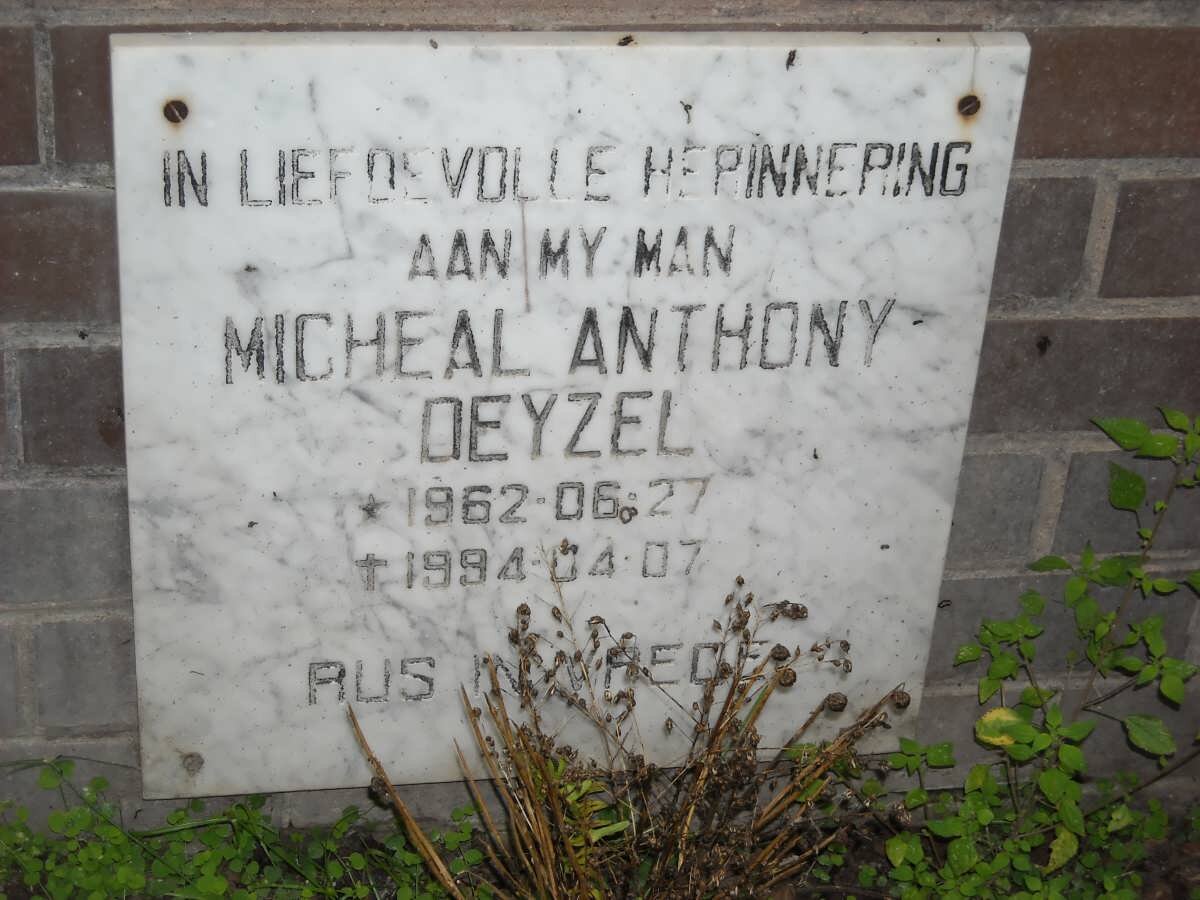 IN LIEFDEVOLLE HERINNERING
AAN MY MAN
MICHEAL ANTHONY
DEYZEL
★ 1962·06·27
✝ 1994·04·07
RUS IN VREDE